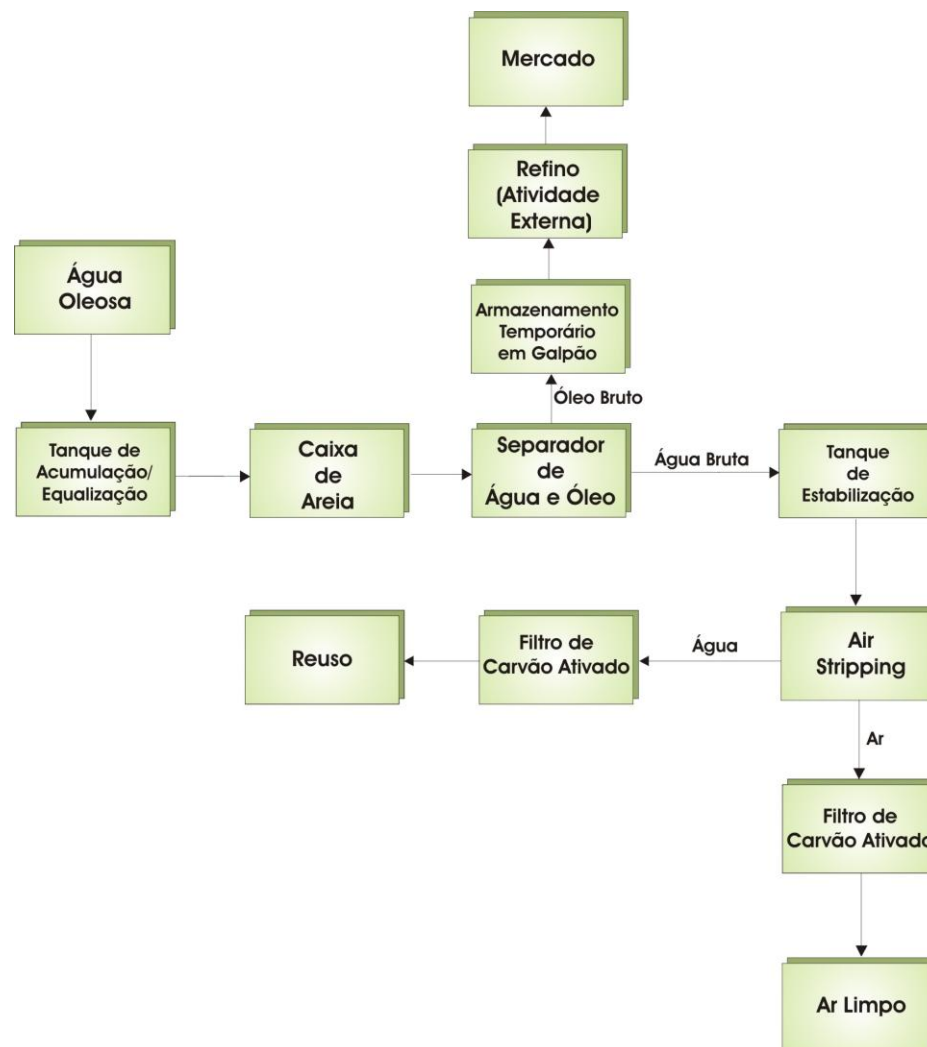 Mercado
Refino
(Atividade
Externa)
Água
Oleosa
Armazenamento
Temporário
em Galpão
Óleo Bruto
Tanque de
Acumulação/
Equalização
Caixa
de
Areia
Separador
de
Água e Óleo
Água Bruta
Tanque
de
Estabilização
Reuso
Filtro de
Carvão Ativado
Água
Air
Stripping
Ar
Filtro de
Carvão Ativado
Ar Limpo